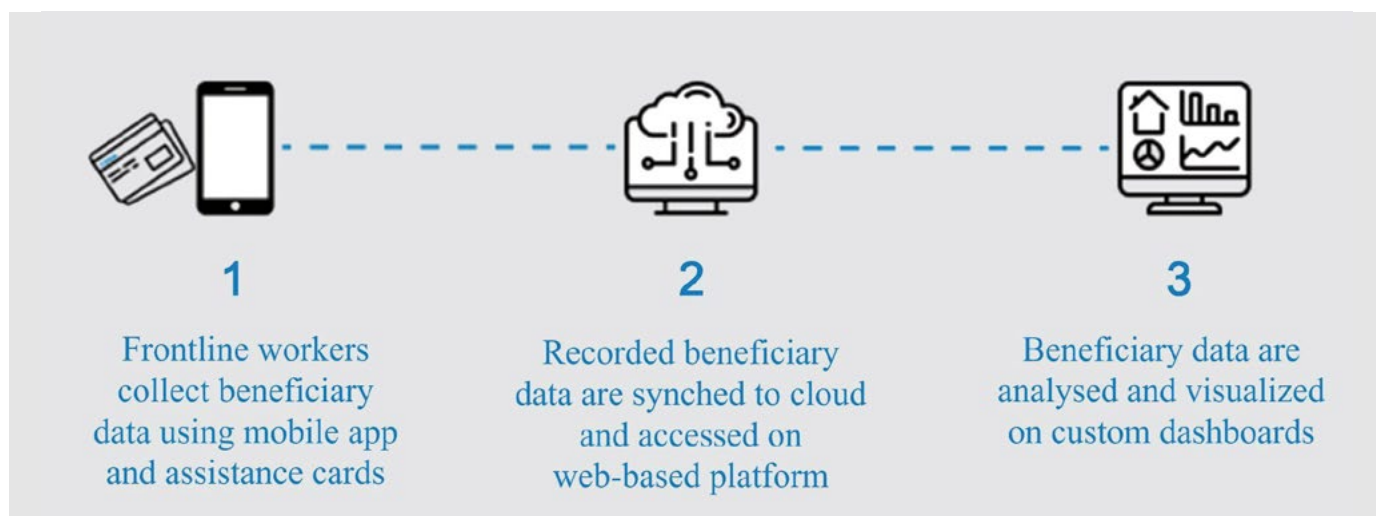 1
Frontline workers
collect beneficiary
data using mobile app
and assistance cards
2
Recorded beneficiary
data are synched to cloud
and accessed on
web-based platform
3
Beneficiary data are
analysed and visualized
on custom dashboards